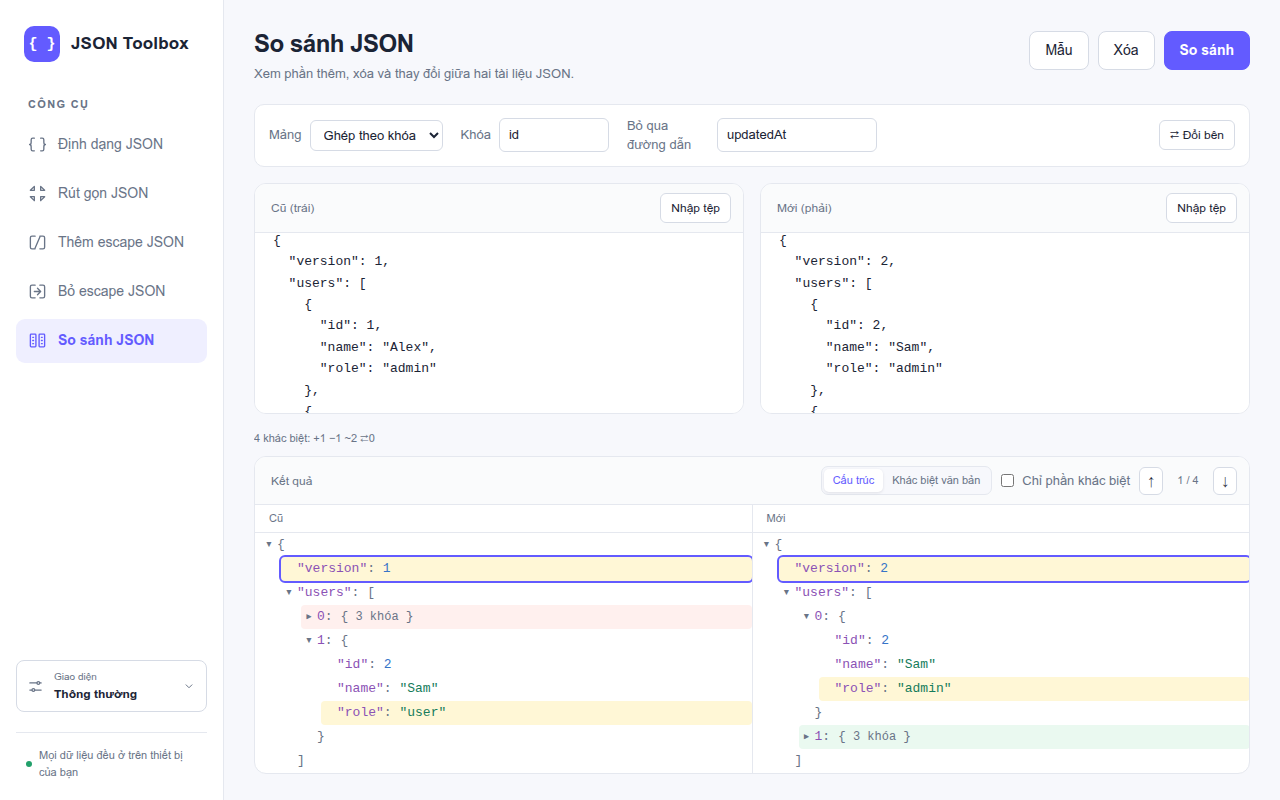 { } JSON Toolbox
CÔNG CỤ
Định dạng JSON
Rút gọn JSON
Thêm escape JSON
Bỏ escape JSON
So sánh JSON
Giao diện
Thông thường
Mọi dữ liệu đều ở trên thiết bị
của bạn
So sánh JSON
Xem phần thêm, xóa và thay đổi giữa hai tài liệu JSON.
Mẫu
Xóa
So sánh
Mảng
Ghép theo khóa
Khóa
id
Bỏ qua
đường dẫn
updatedAt
⇄ Đổi bên
Cũ (trái)
Nhập tệp
{
"version": 1,
"users": [
{
"id": 1,
"name": "Alex",
"role": "admin"
},
{
Mới (phải)
Nhập tệp
{
"version": 2,
"users": [
{
"id": 2,
"name": "Sam",
"role": "admin"
},
{
4 khác biệt: +1 −1 ~2 ⇄0
Kết quả
Cấu trúc
Khác biệt văn bản
Chỉ phần khác biệt
↑
1 / 4
↓
Cũ
▾ {
"version": 1
▾ "users": [
▸ 0: { 3 khóa }
▾ 1: {
"id": 2
"name": "Sam"
"role": "user"
}
]
Mới
▾ {
"version": 2
▾ "users": [
▾ 0: {
"id": 2
"name": "Sam"
"role": "admin"
}
▸ 1: { 3 khóa }
]